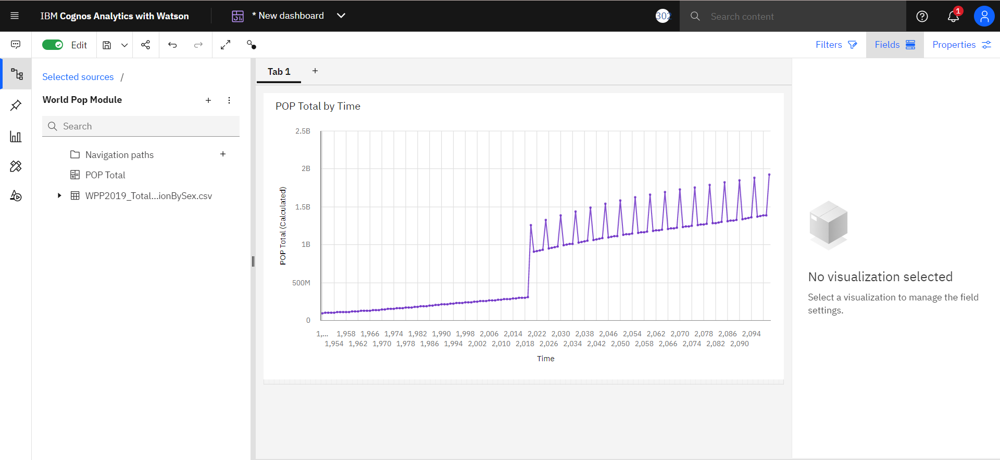 IBM Cognos Analytics with Watson
* New dashboard
302
Search content
1
Edit
Filters
Fields
Properties
Selected sources /
World Pop Module
Search
Navigation paths
POP Total
WPP2019_Total...ionBySex.csv
Tab 1
POP Total by Time
POP Total (Calculated)
2.5B
2B
1.5B
1B
500M
0
1,... 1,958 1,966 1,974 1,982 1,990 1,998 2,006 2,014 2,022 2,030 2,038 2,046 2,054 2,062 2,070 2,078 2,086 2,094
1,954 1,962 1,970 1,978 1,986 1,994 2,002 2,010 2,018 2,026 2,034 2,042 2,050 2,058 2,066 2,074 2,082 2,090
Time
No visualization selected
Select a visualization to manage the field
settings.